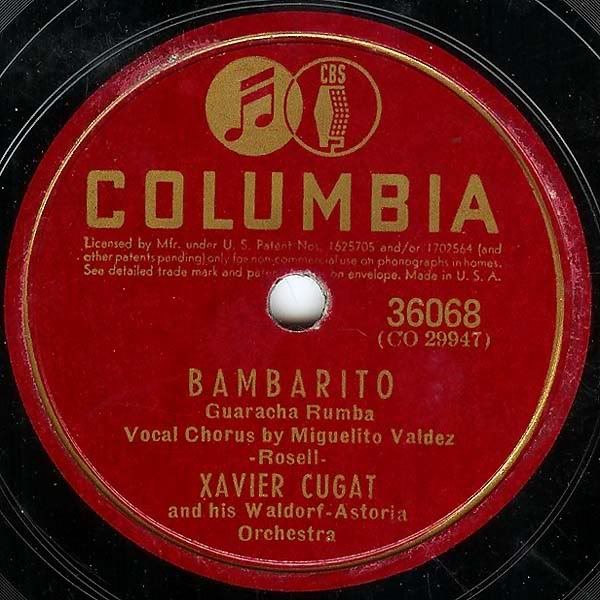 CBS
COLUMBIA
Licensed by Mfr. under U. S. Patent Nos. 1625705 and/or 1702564 (and
other patents pending) only for non-commercial use on phonographs in homes.
See detailed trade mark and on envelope. Made in U. S. A.
36068
(CO 29947)
BAMBARITO
Guaracha Rumba
Vocal Chorus by Miguelito Valdez
-Rosell-
XAVIER CUGAT
and his Waldorf-Astoria
Orchestra